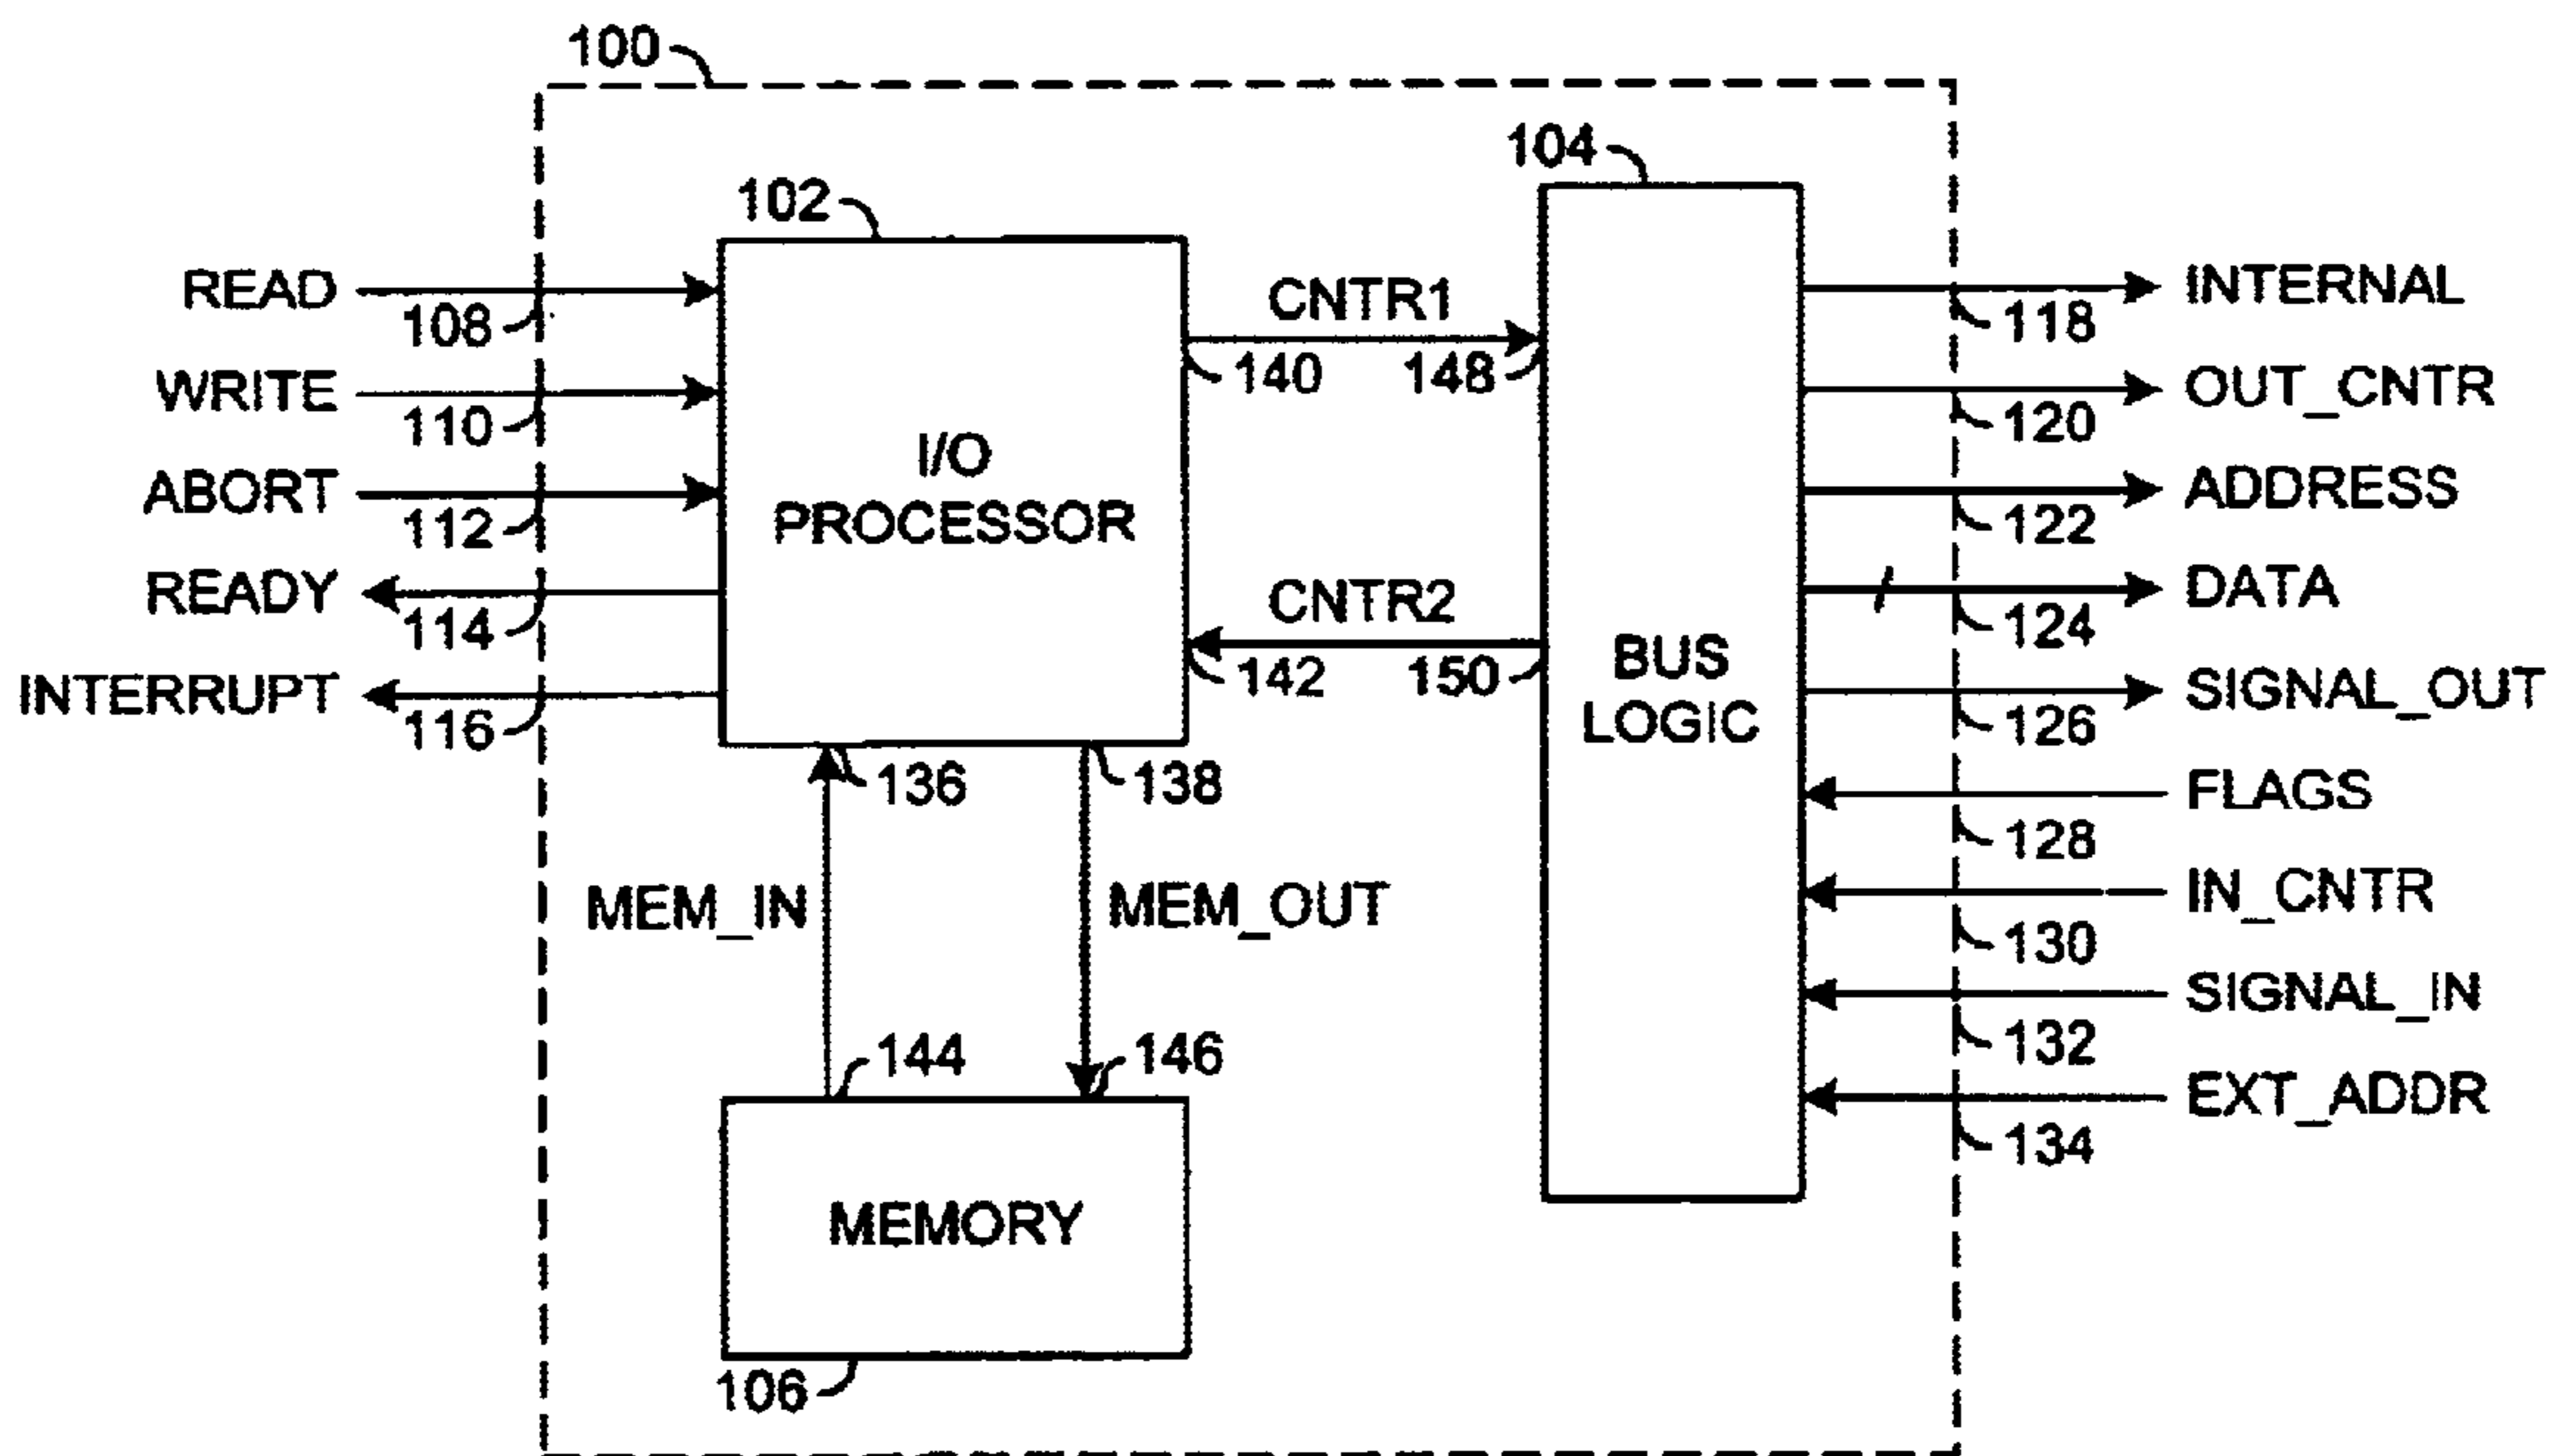 100
104
102
READ
108
WRITE
110
ABORT
112
READY
114
INTERRUPT
116
I/O
PROCESSOR
CNTR1
140
148
CNTR2
142
150
BUS
LOGIC
INTERNAL
118
OUT_CNTR
120
ADDRESS
122
DATA
124
SIGNAL_OUT
126
FLAGS
128
IN_CNTR
130
SIGNAL_IN
132
EXT_ADDR
134
136
138
MEM_IN
MEM_OUT
144
146
MEMORY
106